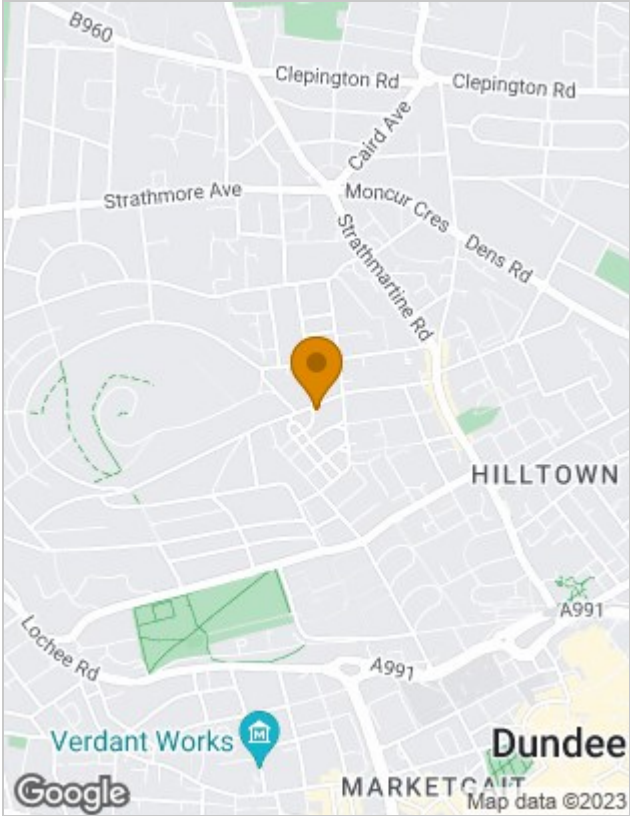 B960
Clepington Rd
Clepington Rd
Caird Ave
Strathmore Ave
Moncur Cres
Strathmartine Rd
Dens Rd
HILLTOWN
A991
Lochee Rd
A991
Verdant Works
M
Dundee
MARKETGAIT
Google
Map data ©2023